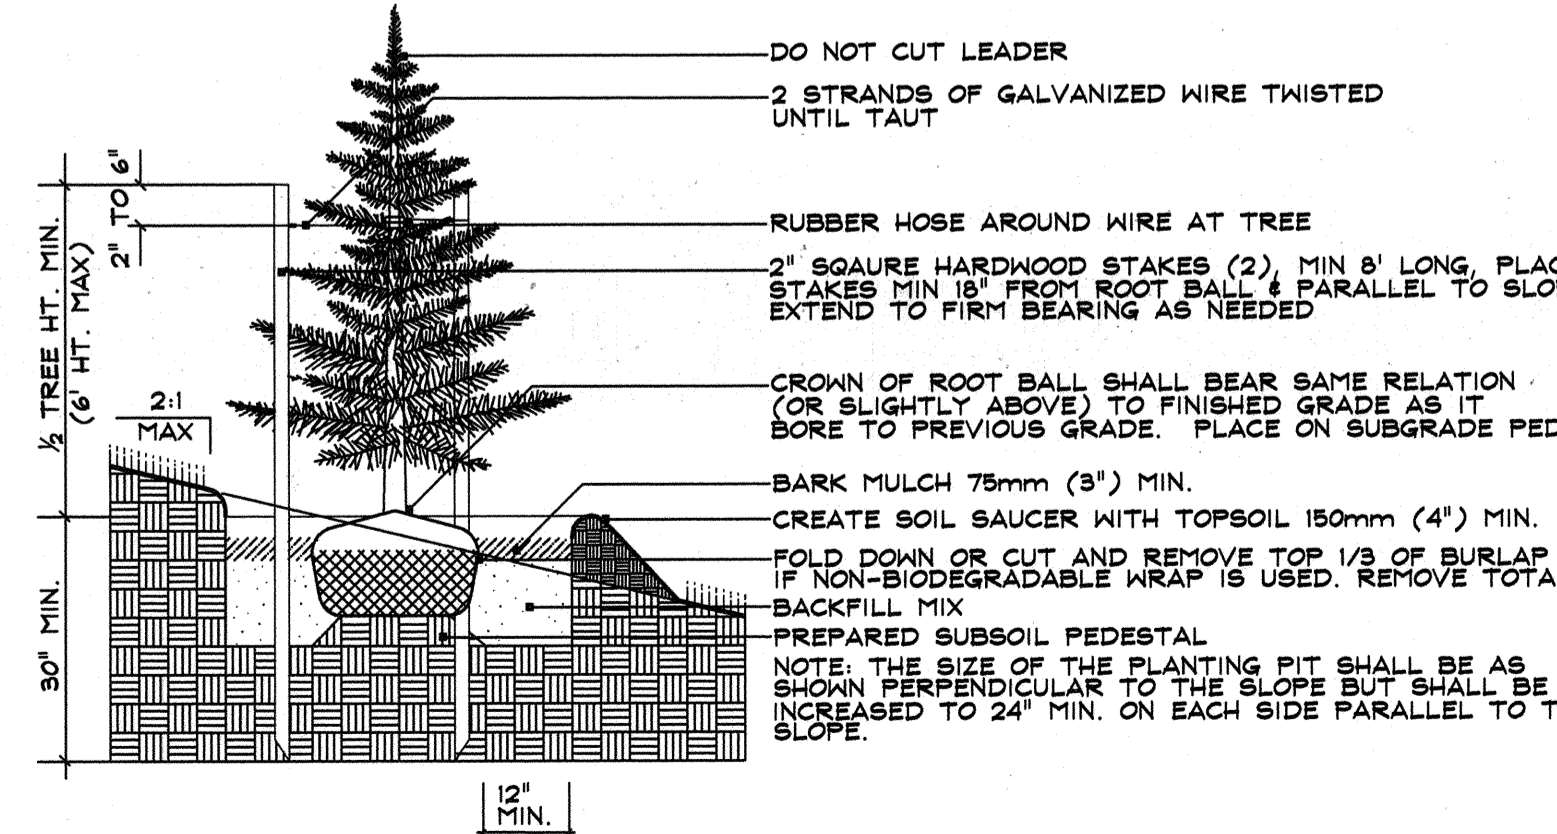 DO NOT CUT LEADER
2 STRANDS OF GALVANIZED WIRE TWISTED
UNTIL TAUT
RUBBER HOSE AROUND WIRE AT TREE
2" SQAURE HARDWOOD STAKES (2), MIN 8' LONG, PLAC
STAKES MIN 18" FROM ROOT BALL & PARALLEL TO SLO
EXTEND TO FIRM BEARING AS NEEDED
CROWN OF ROOT BALL SHALL BEAR SAME RELATION
(OR SLIGHTLY ABOVE) TO FINISHED GRADE AS IT
BORE TO PREVIOUS GRADE. PLACE ON SUBGRADE PED
BARK MULCH 75mm (3") MIN.
CREATE SOIL SAUCER WITH TOPSOIL 150mm (4") MIN.
FOLD DOWN OR CUT AND REMOVE TOP 1/3 OF BURLAP
IF NON-BIODEGRADABLE WRAP IS USED. REMOVE TOTA
BACKFILL MIX
PREPARED SUBSOIL PEDESTAL
NOTE: THE SIZE OF THE PLANTING PIT SHALL BE AS
SHOWN PERPENDICULAR TO THE SLOPE BUT SHALL BE
INCREASED TO 24" MIN. ON EACH SIDE PARALLEL TO T
SLOPE.
½ TREE HT. MIN.
(6' HT. MAX)
2" TO 6"
2:1
MAX
30" MIN.
12"
MIN.